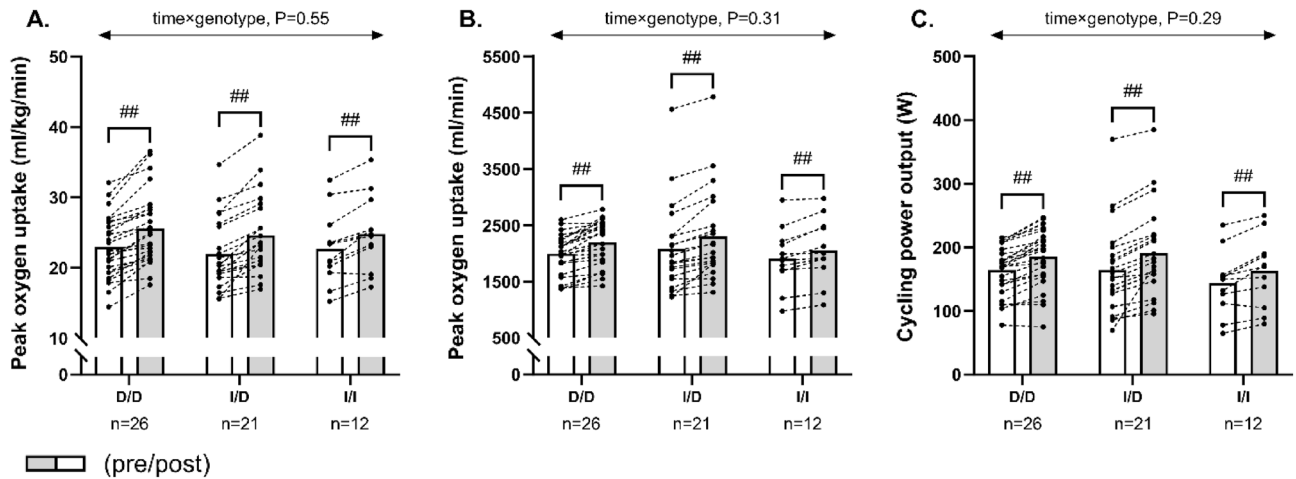 A.
time×genotype, P=0.55
Peak oxygen uptake (ml/kg/min)
50
40
30
20
10
0
##
##
##
D/D
I/D
I/I
n=26
n=21
n=12
B.
time×genotype, P=0.31
Peak oxygen uptake (ml/min)
5500
4500
3500
2500
1500
500
0
##
##
##
D/D
I/D
I/I
n=26
n=21
n=12
C.
time×genotype, P=0.29
Cycling power output (W)
500
400
300
200
100
0
##
##
##
D/D
I/D
I/I
n=26
n=21
n=12
(pre/post)